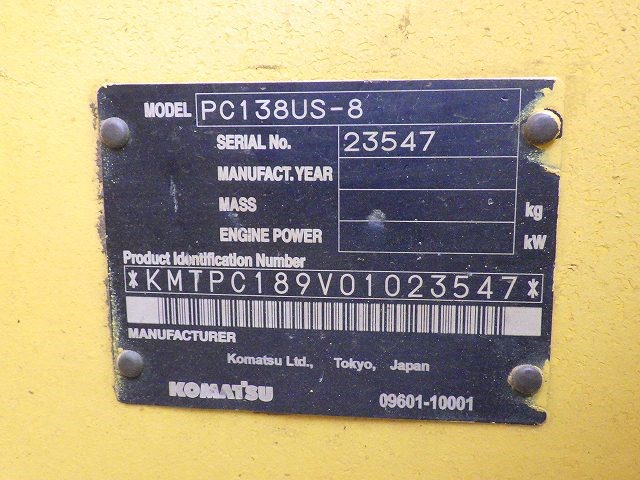 MODEL PC138US-8
SERIAL No. 23547
MANUFACT.YEAR
MASS kg
ENGINE POWER kW
Product Identification Number
*KMTPC189V01023547*
MANUFACTURER
Komatsu Ltd., Tokyo, Japan
KOMATSU 09601-10001